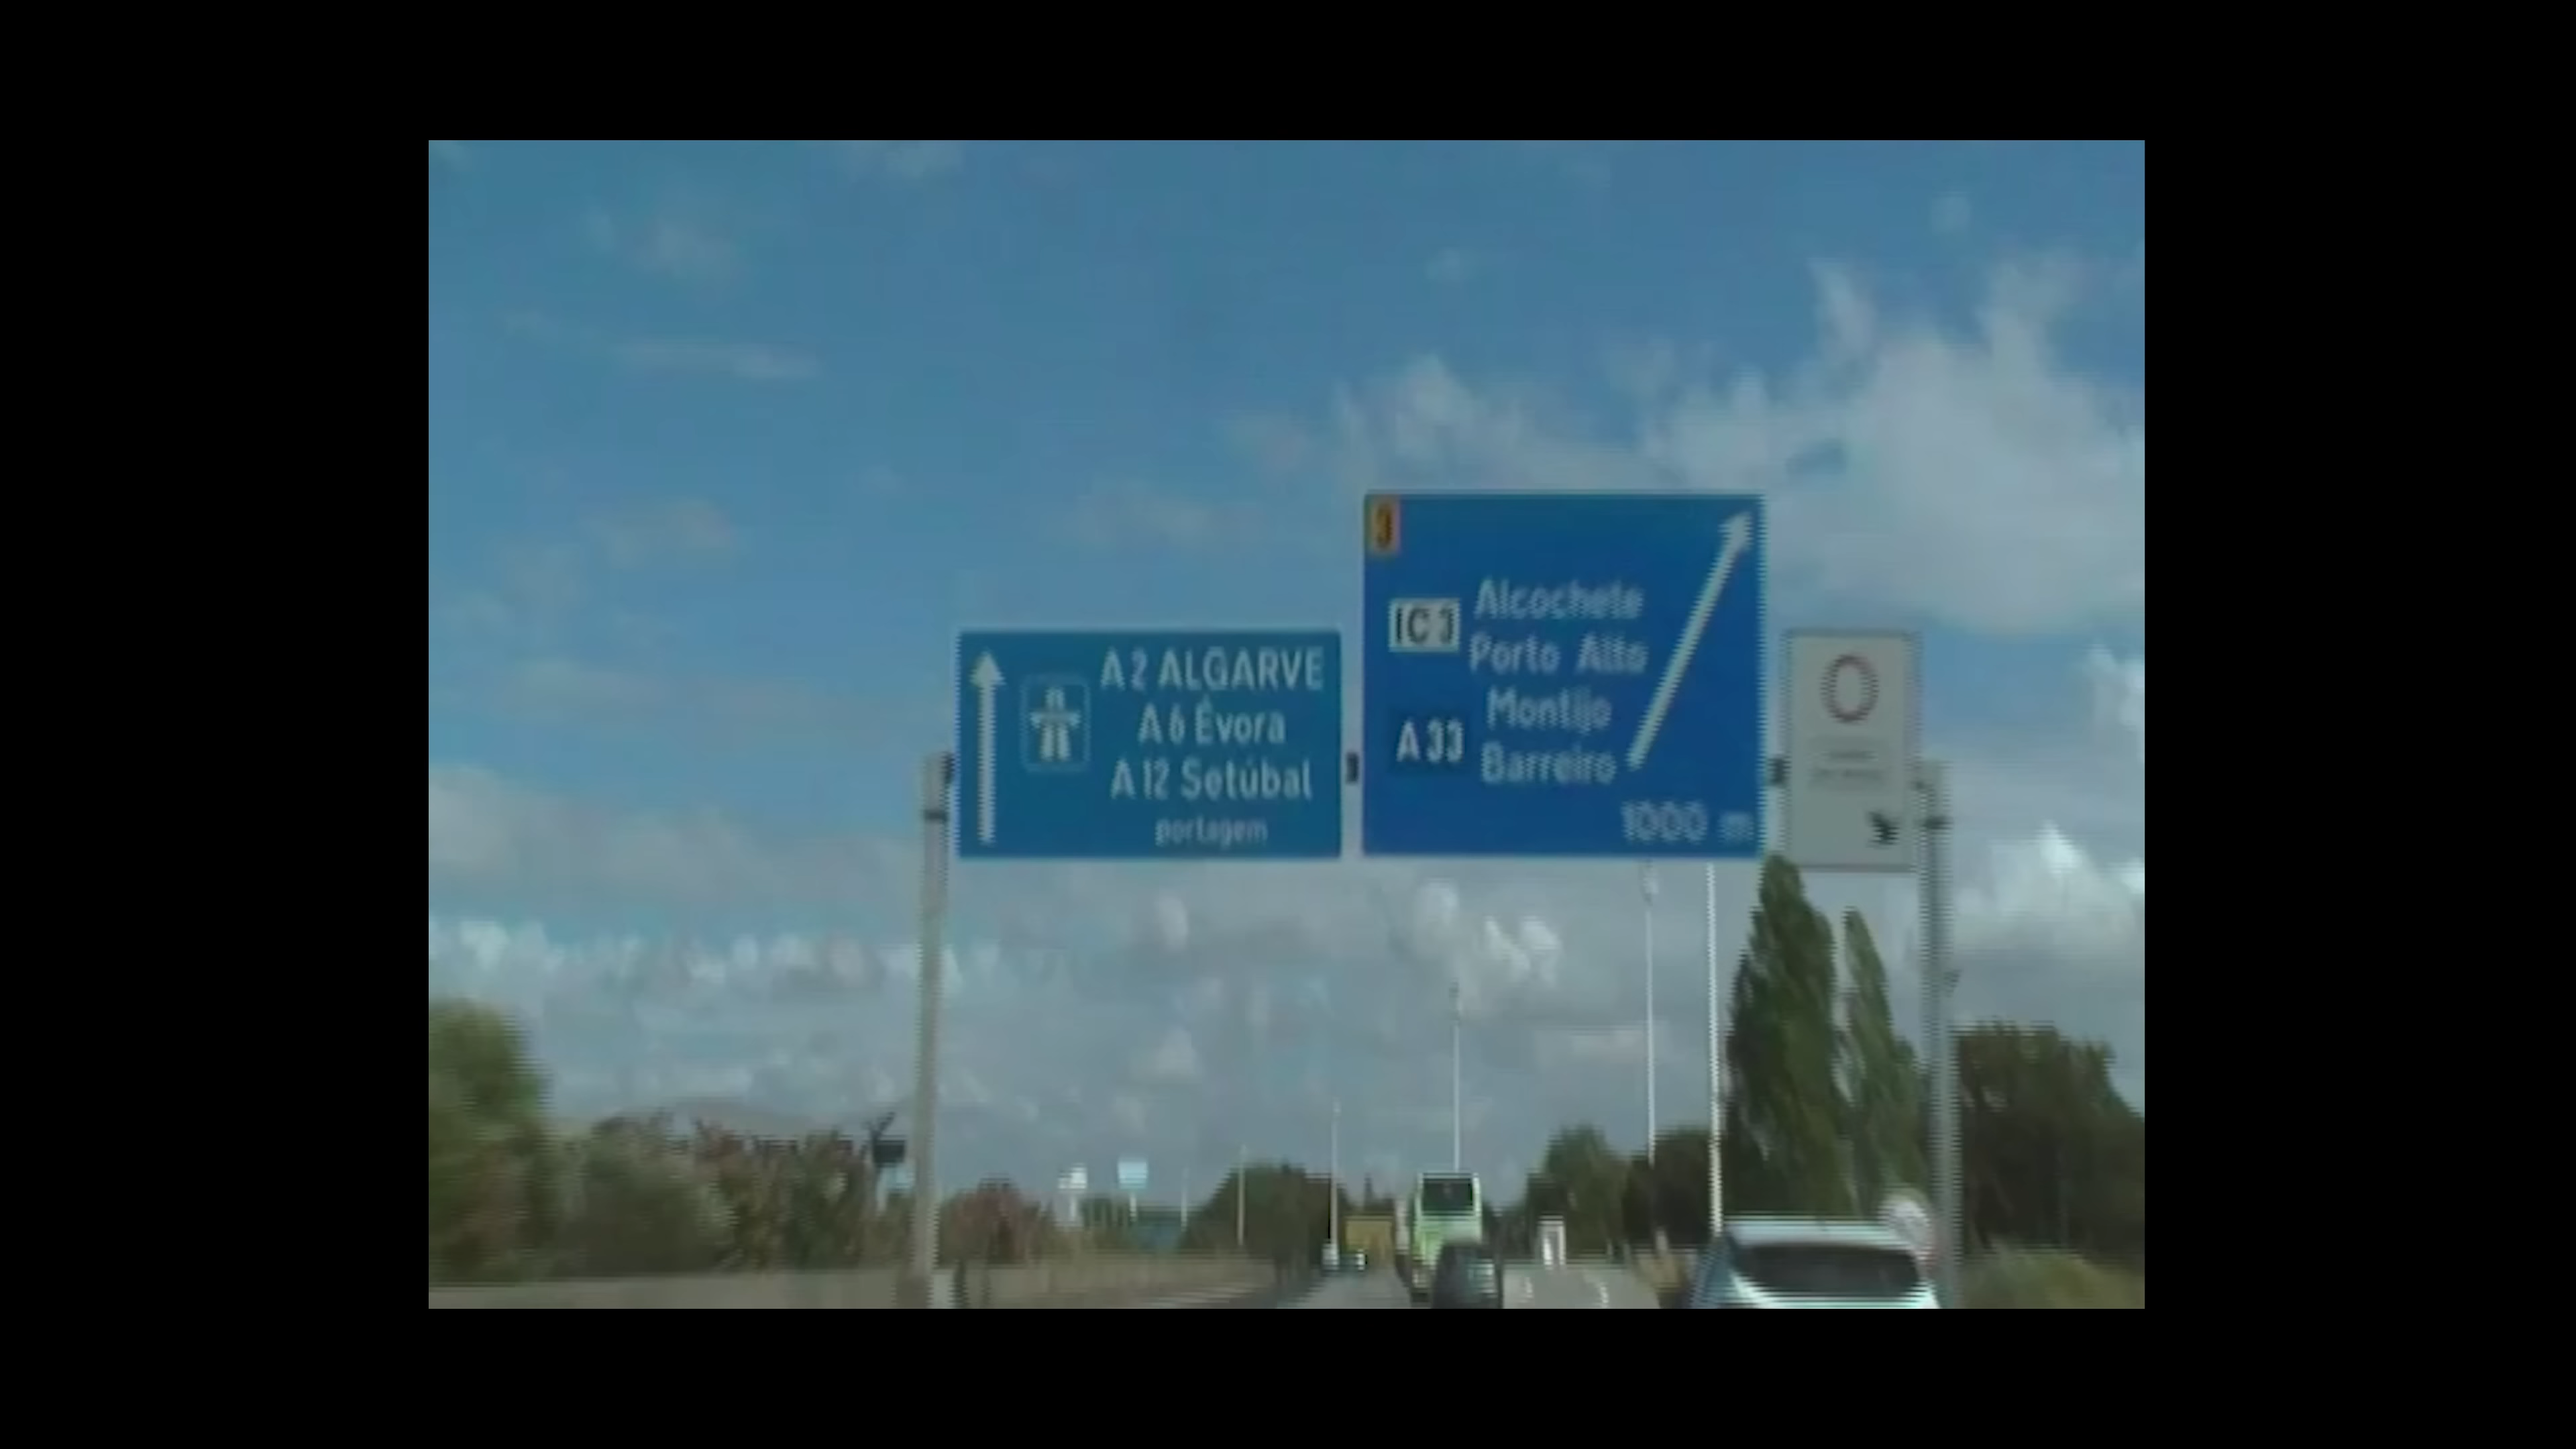 A 2 ALGARVE
A 6 Évora
A 12 Setúbal
portagem
3
IC 3
Alcochete
Porto Alto
Montijo
A 33
Barreiro
1000 m